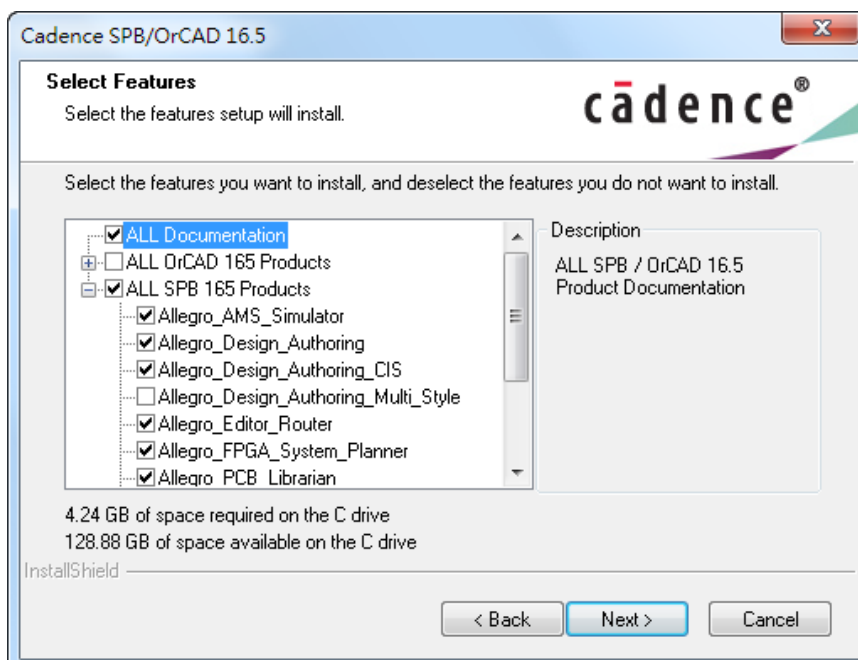 Cadence SPB/OrCAD 16.5
Select Features
Select the features setup will install.
cādence®
Select the features you want to install, and deselect the features you do not want to install.
ALL Documentation
ALL OrCAD 165 Products
ALL SPB 165 Products
Allegro_AMS_Simulator
Allegro_Design_Authoring
Allegro_Design_Authoring_CIS
Allegro_Design_Authoring_Multi_Style
Allegro_Editor_Router
Allegro_FPGA_System_Planner
Allegro_PCB_Librarian
Description
ALL SPB / OrCAD 16.5
Product Documentation
4.24 GB of space required on the C drive
128.88 GB of space available on the C drive
InstallShield
< Back
Next >
Cancel